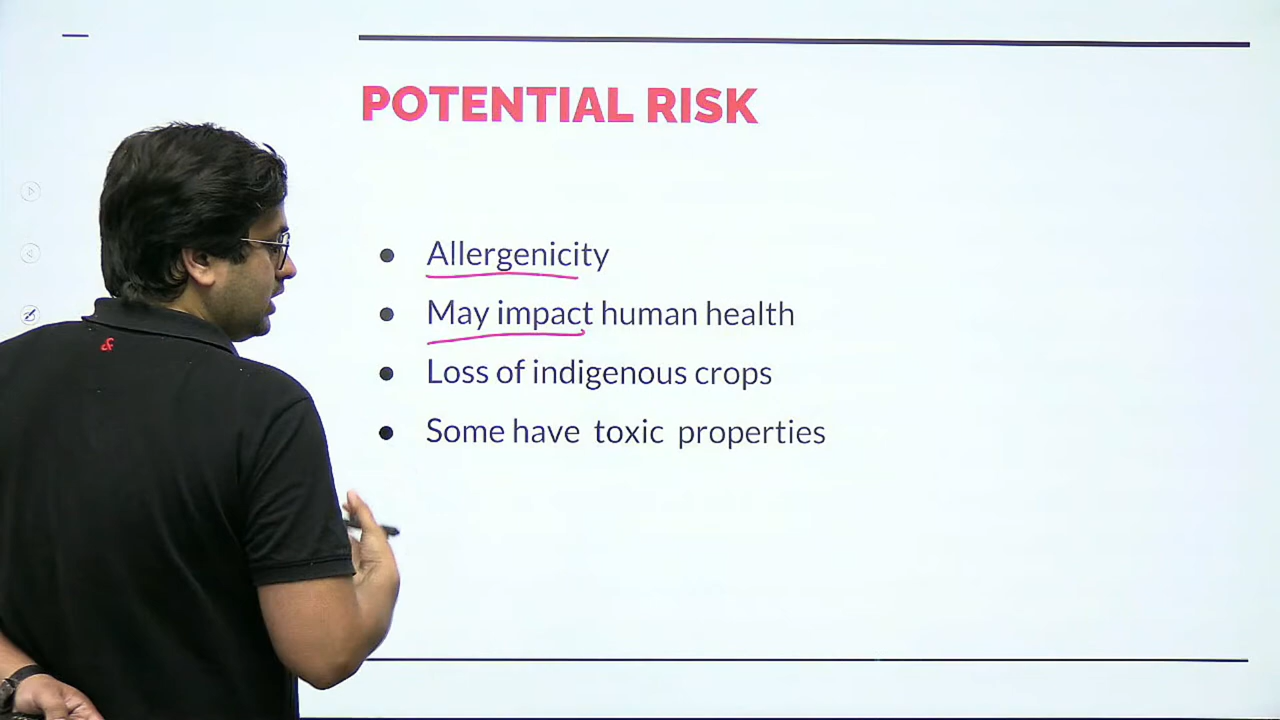 POTENTIAL RISK
Allergenicity
May impact human health
Loss of indigenous crops
Some have toxic properties